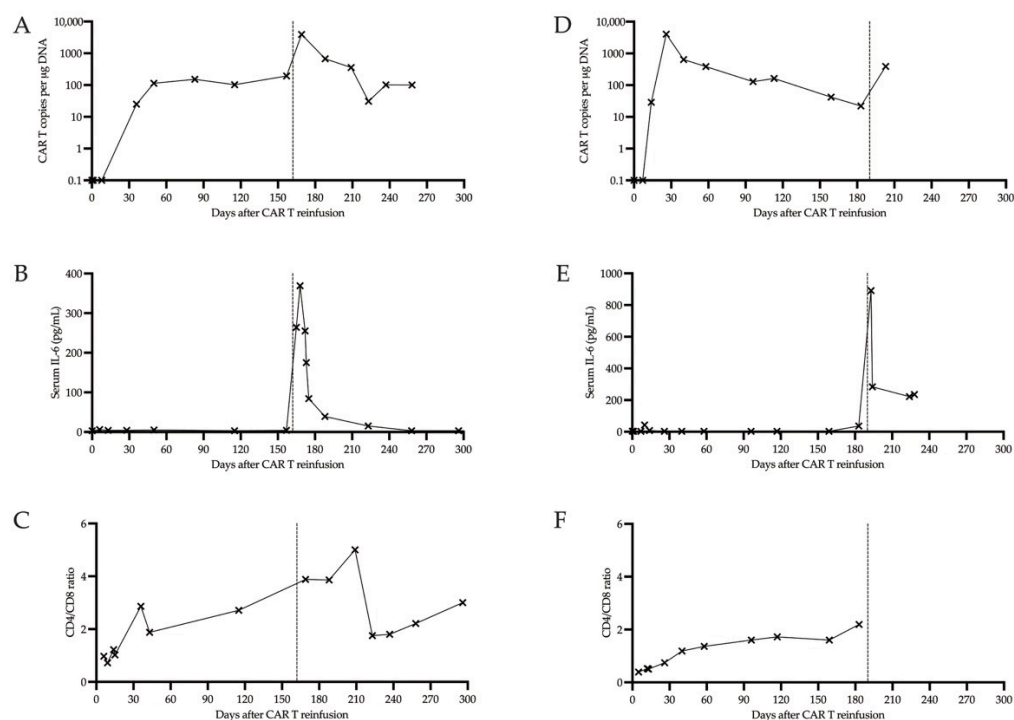 A
CAR T copies per µg DNA
10,000
1000
100
10
1
0.1
0 30 60 90 120 150 180 210 240 270 300
Days after CAR T reinfusion
D
CAR T copies per µg DNA
10,000
1000
100
10
1
0.1
0 30 60 90 120 150 180 210 240 270 300
Days after CAR T reinfusion
B
Serum IL-6 (pg/mL)
400
300
200
100
0
0 30 60 90 120 150 180 210 240 270 300
Days after CAR T reinfusion
E
Serum IL-6 (pg/mL)
1000
800
600
400
200
0
0 30 60 90 120 150 180 210 240 270 300
Days after CAR T reinfusion
C
CD4/CD8 ratio
6
4
2
0
0 30 60 90 120 150 180 210 240 270 300
Days after CAR T reinfusion
F
CD4/CD8 ratio
6
4
2
0
0 30 60 90 120 150 180 210 240 270 300
Days after CAR T reinfusion